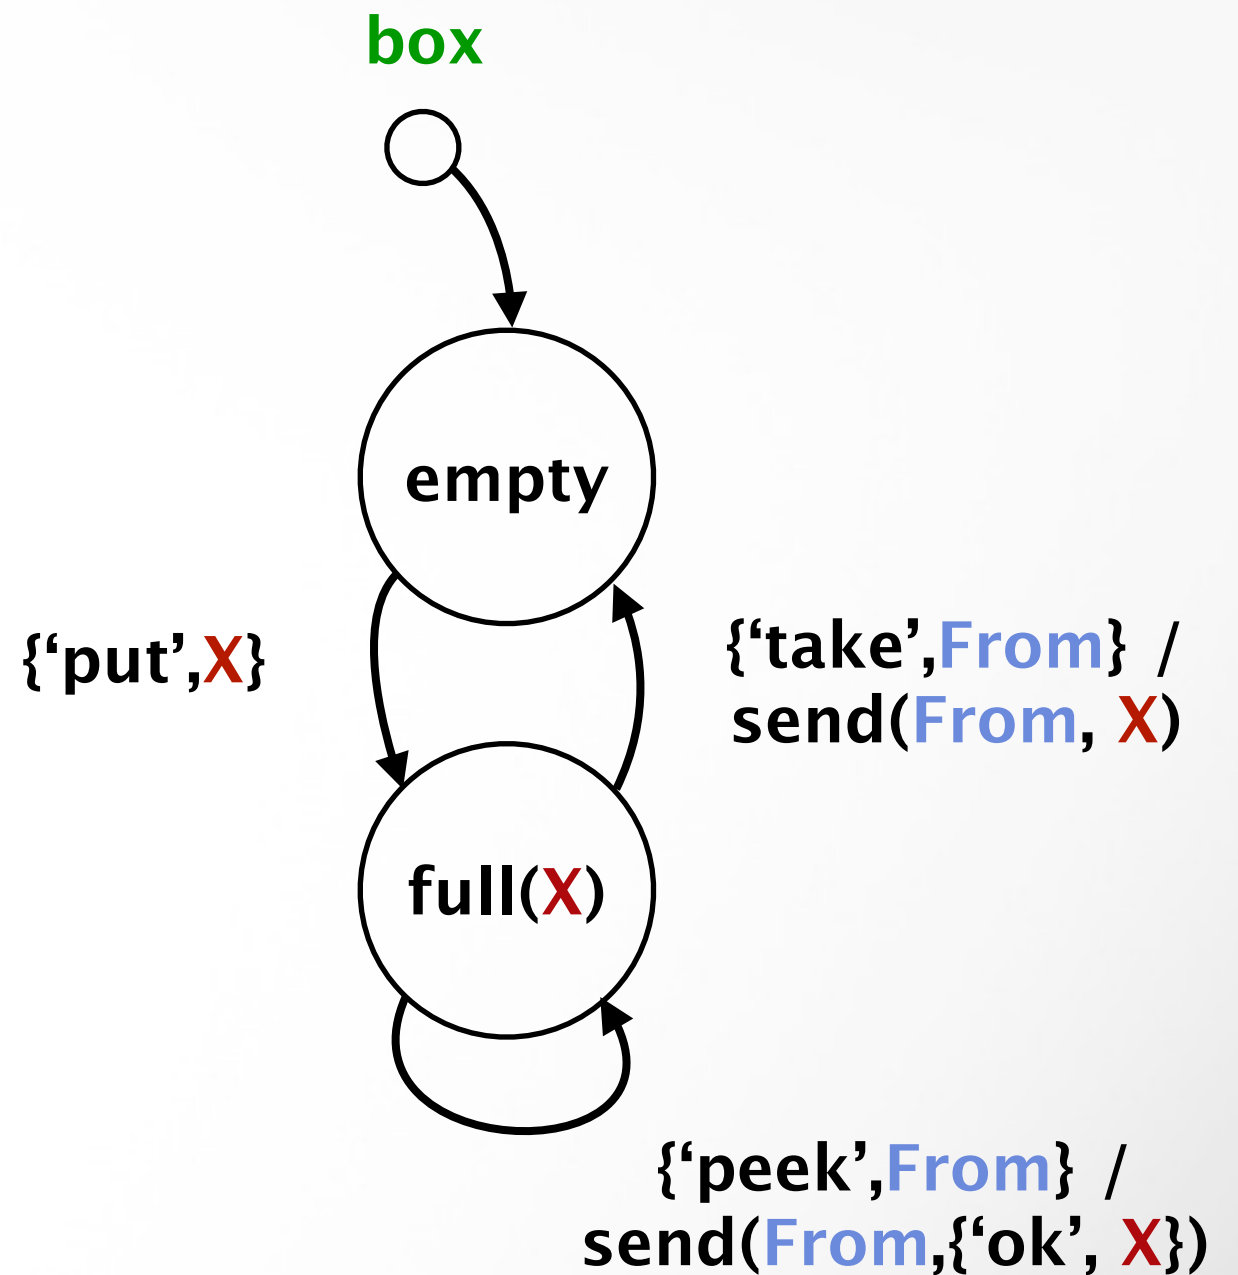 box
empty
{‘put’,X}
{‘take’,From} /
send(From, X)
full(X)
{‘peek’,From} /
send(From,{‘ok’, X})